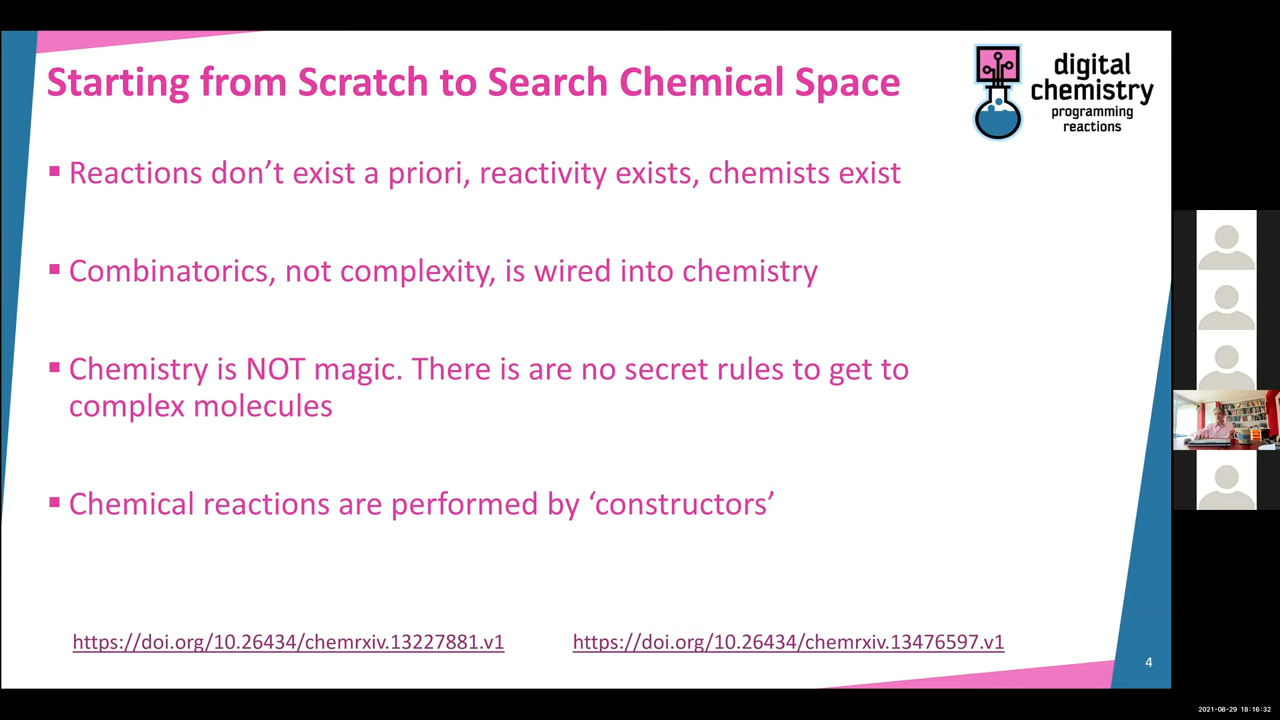 Starting from Scratch to Search Chemical Space
digital
chemistry
programming
reactions
▪ Reactions don’t exist a priori, reactivity exists, chemists exist
▪ Combinatorics, not complexity, is wired into chemistry
▪ Chemistry is NOT magic. There is are no secret rules to get to
complex molecules
▪ Chemical reactions are performed by ‘constructors’
https://doi.org/10.26434/chemrxiv.13227881.v1
https://doi.org/10.26434/chemrxiv.13476597.v1
4
2021-08-29 18:16:32